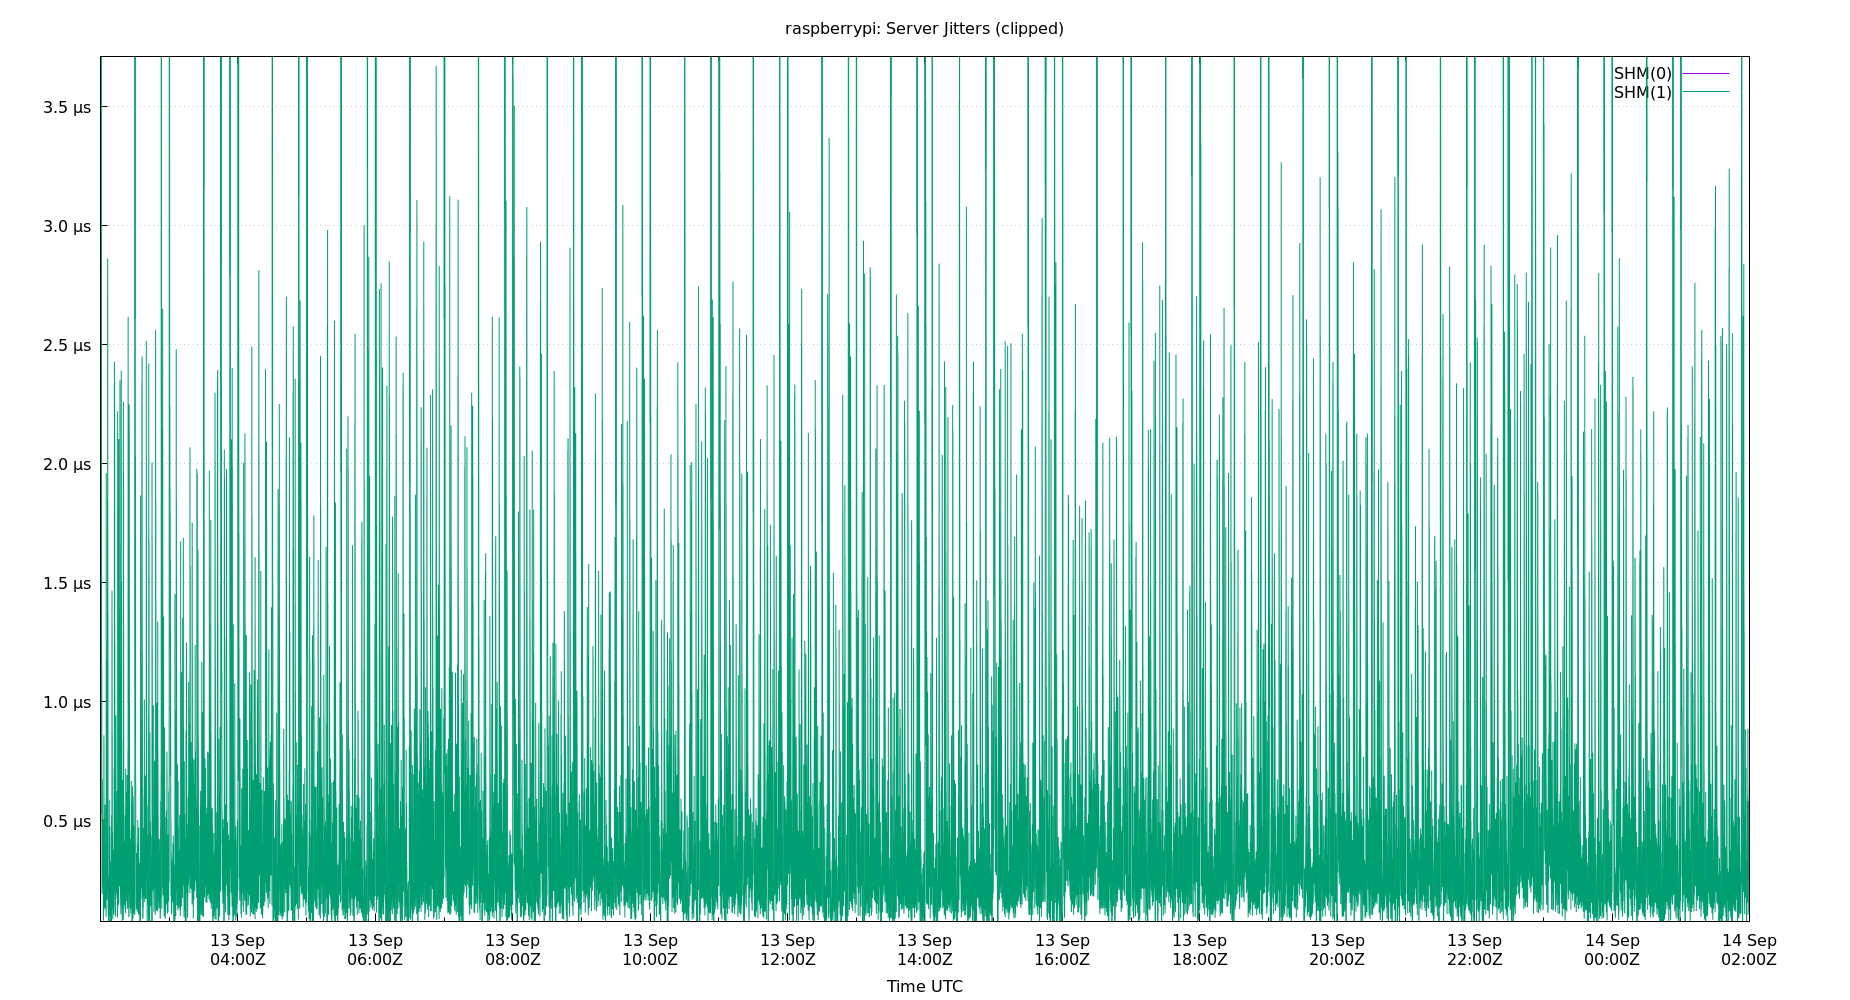 raspberrypi: Server Jitters (clipped)
SHM(0)
SHM(1)
3.5 µs
3.0 µs
2.5 µs
2.0 µs
1.5 µs
1.0 µs
0.5 µs
13 Sep 13 Sep 13 Sep 13 Sep 13 Sep 13 Sep 13 Sep 13 Sep 13 Sep 13 Sep 14 Sep 14 Sep
04:00Z 06:00Z 08:00Z 10:00Z 12:00Z 14:00Z 16:00Z 18:00Z 20:00Z 22:00Z 00:00Z 02:00Z
Time UTC